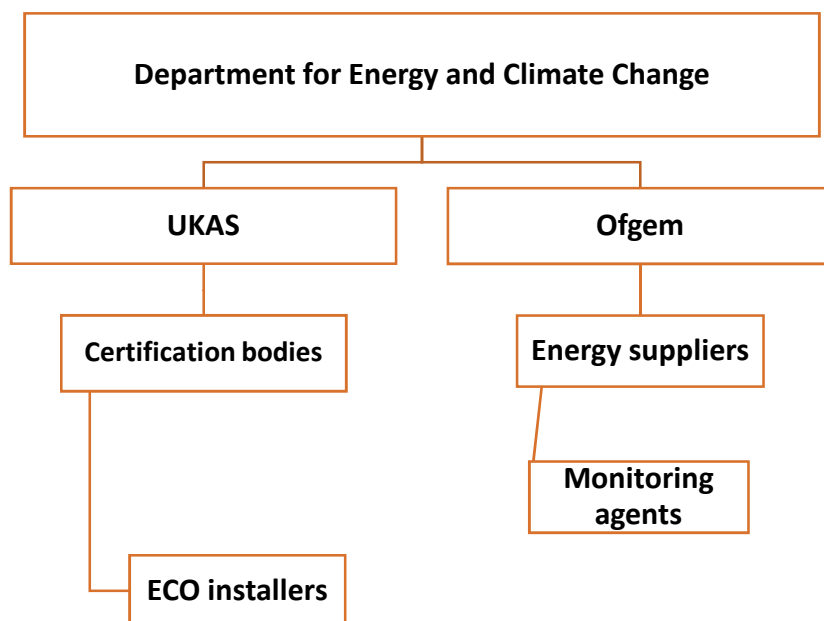 Department for Energy and Climate Change
UKAS
Ofgem
Certification bodies
Energy suppliers
Monitoring
agents
ECO installers